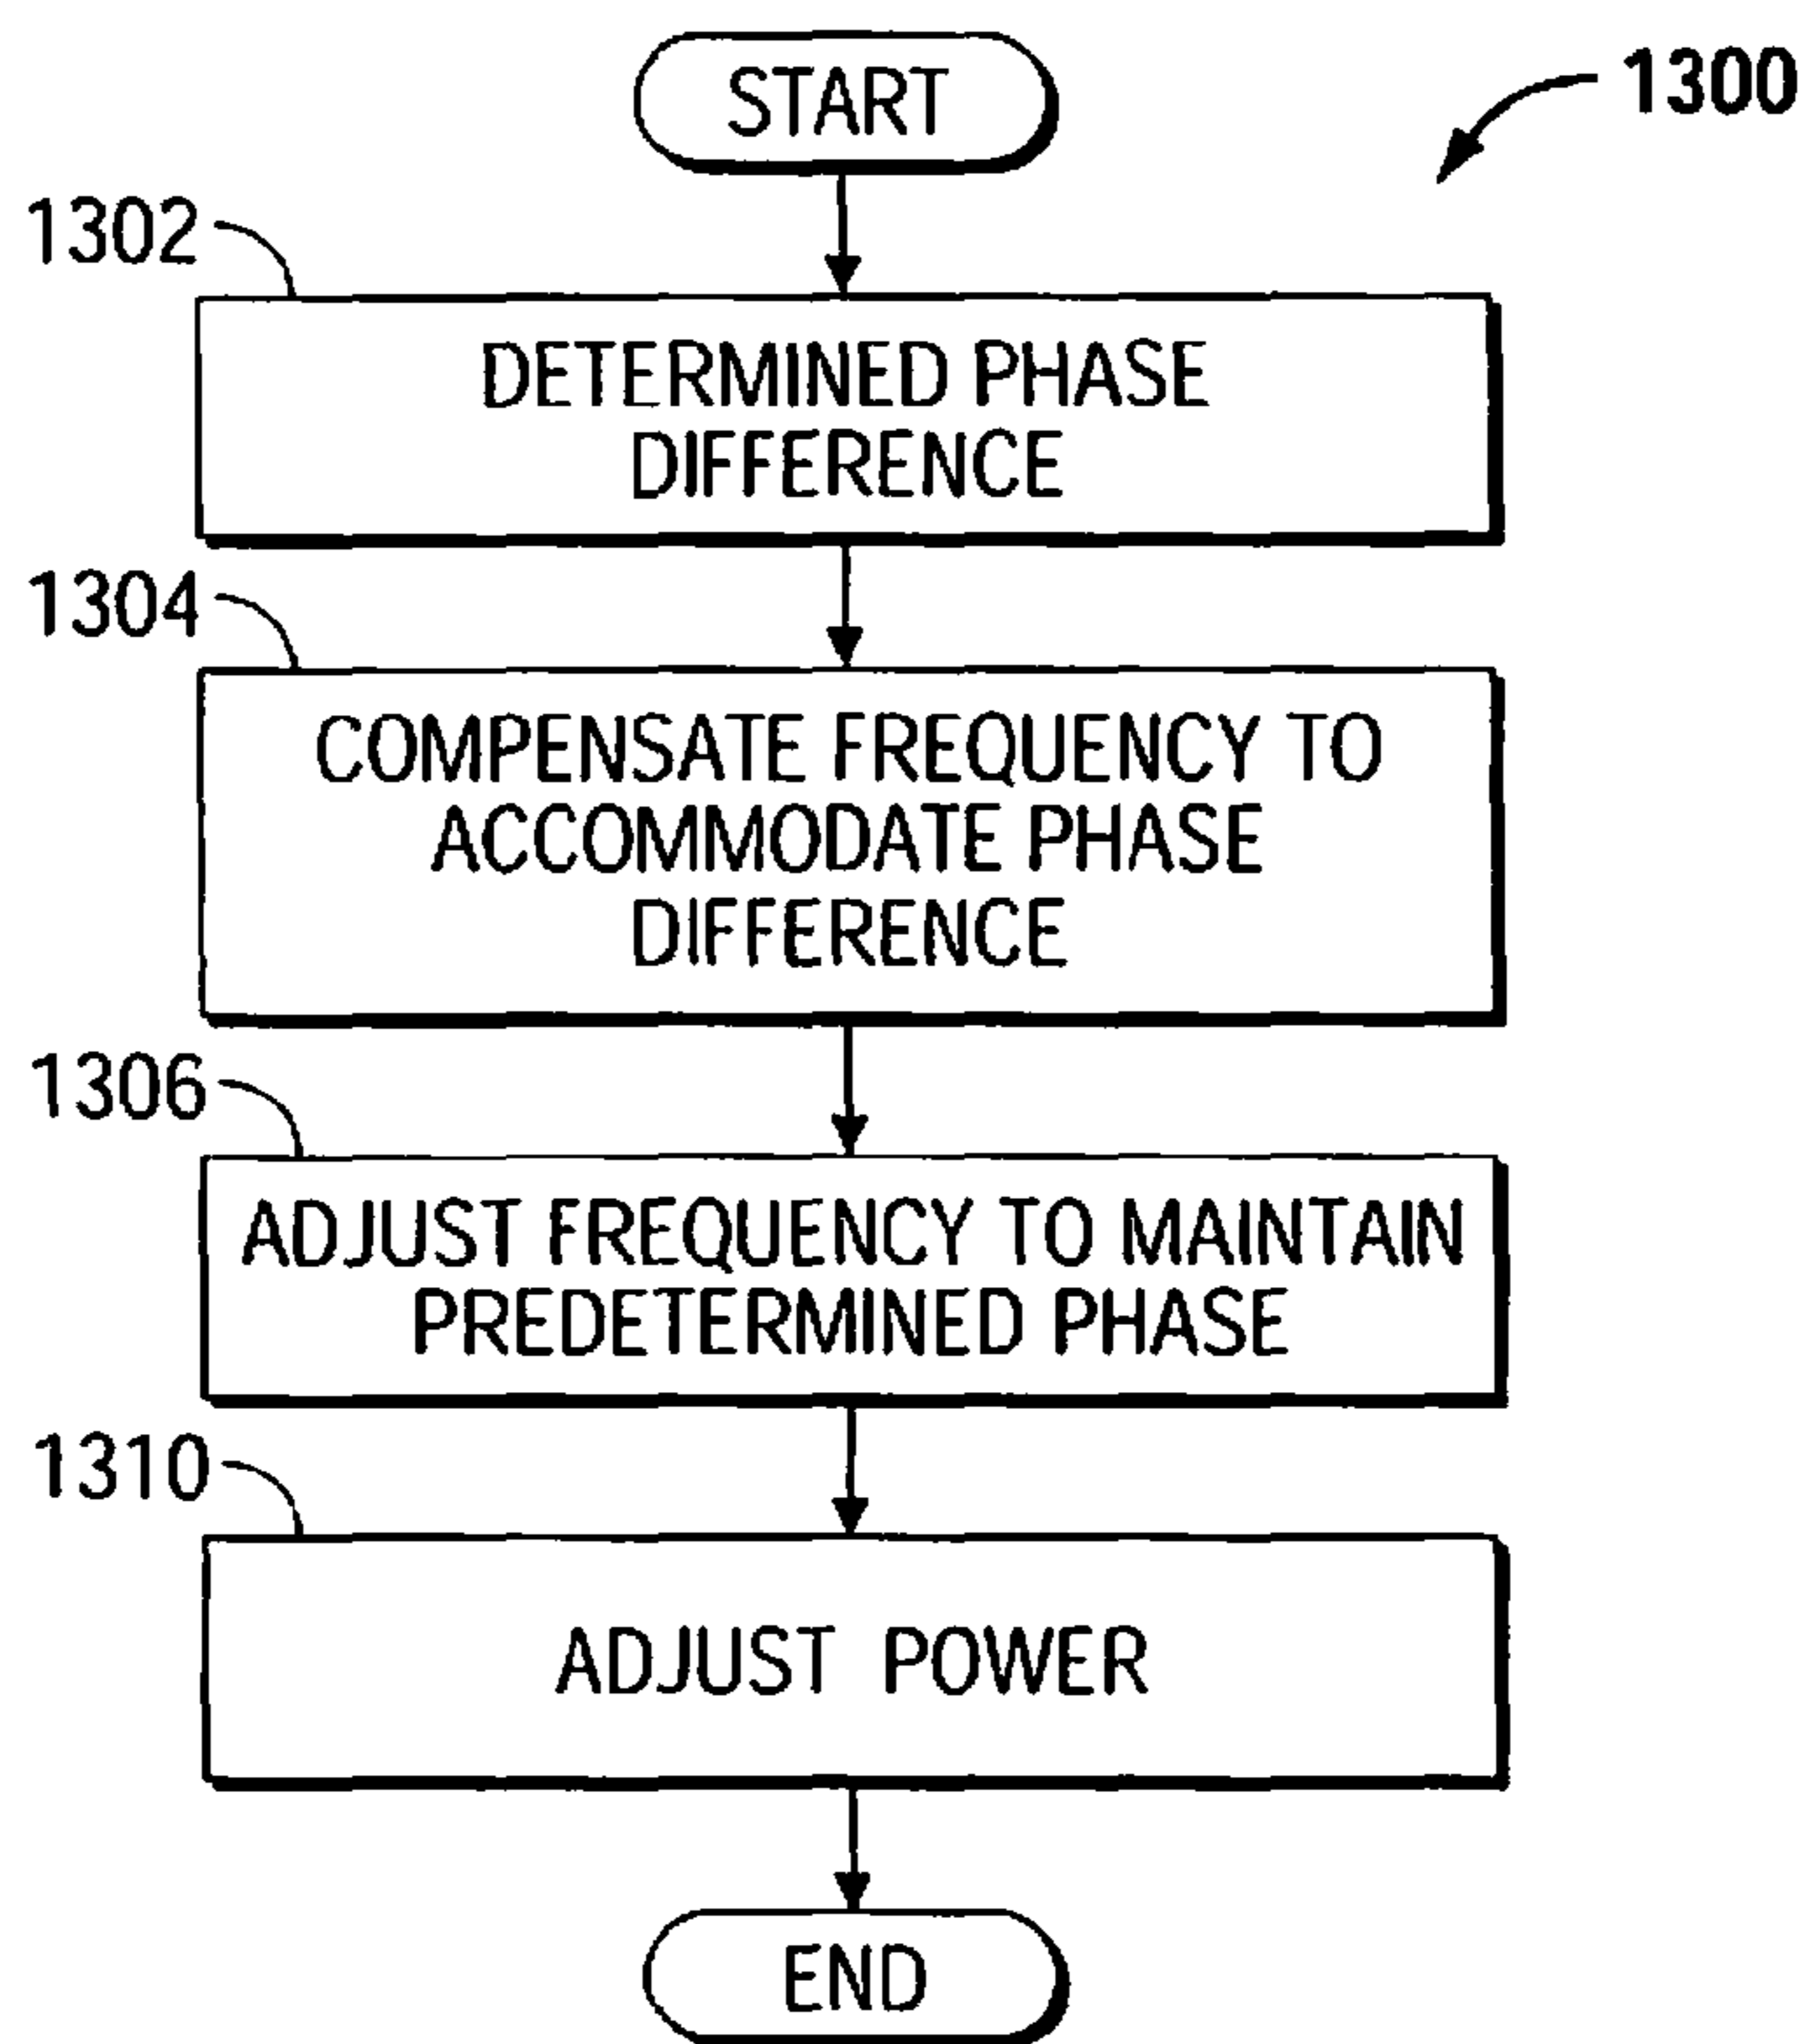 START
1300
1302
DETERMINED PHASE
DIFFERENCE
1304
COMPENSATE FREQUENCY TO
ACCOMMODATE PHASE
DIFFERENCE
1306
ADJUST FREQUENCY TO MAINTAIN
PREDETERMINED PHASE
1310
ADJUST POWER
END